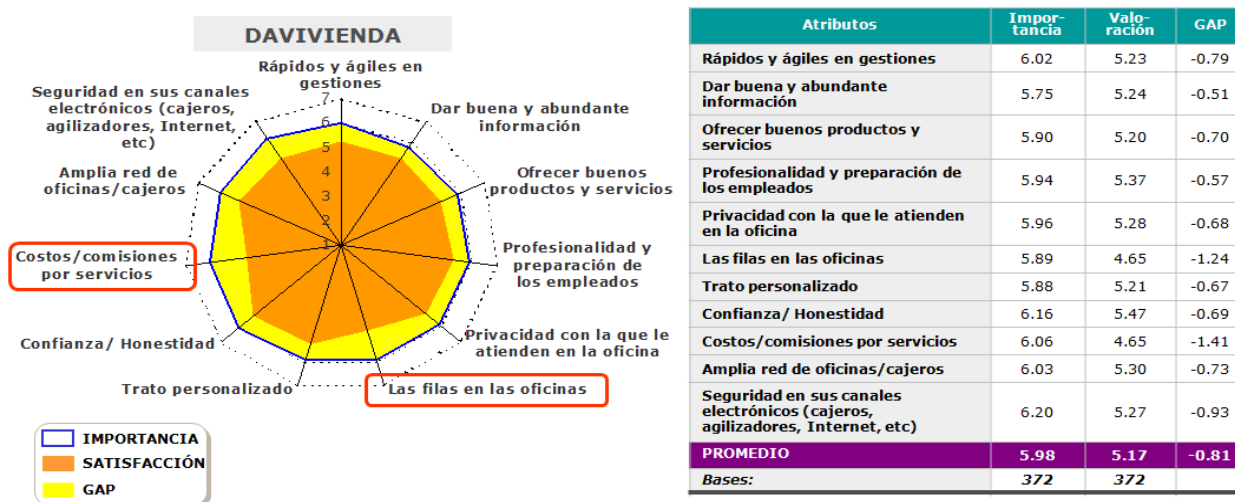 DAVIVIENDA
Rápidos y ágiles en
gestiones
Dar buena y abundante
información
Ofrecer buenos
productos y servicios
Profesionalidad y
preparación de
los empleados
Privacidad con la que le
atienden en la oficina
Las filas en las oficinas
Trato personalizado
Confianza/ Honestidad
Costos/comisiones
por servicios
Amplia red de
oficinas/cajeros
Seguridad en sus canales
electrónicos (cajeros,
agilizadores, Internet,
etc)
7
6
5
4
3
2
1
IMPORTANCIA
SATISFACCIÓN
GAP
Atributos Impor-
tancia Valo-
ración GAP
Rápidos y ágiles en gestiones 6.02 5.23 -0.79
Dar buena y abundante
información 5.75 5.24 -0.51
Ofrecer buenos productos y
servicios 5.90 5.20 -0.70
Profesionalidad y preparación de
los empleados 5.94 5.37 -0.57
Privacidad con la que le atienden
en la oficina 5.96 5.28 -0.68
Las filas en las oficinas 5.89 4.65 -1.24
Trato personalizado 5.88 5.21 -0.67
Confianza/ Honestidad 6.16 5.47 -0.69
Costos/comisiones por servicios 6.06 4.65 -1.41
Amplia red de oficinas/cajeros 6.03 5.30 -0.73
Seguridad en sus canales
electrónicos (cajeros,
agilizadores, Internet, etc) 6.20 5.27 -0.93
PROMEDIO 5.98 5.17 -0.81
Bases: 372 372